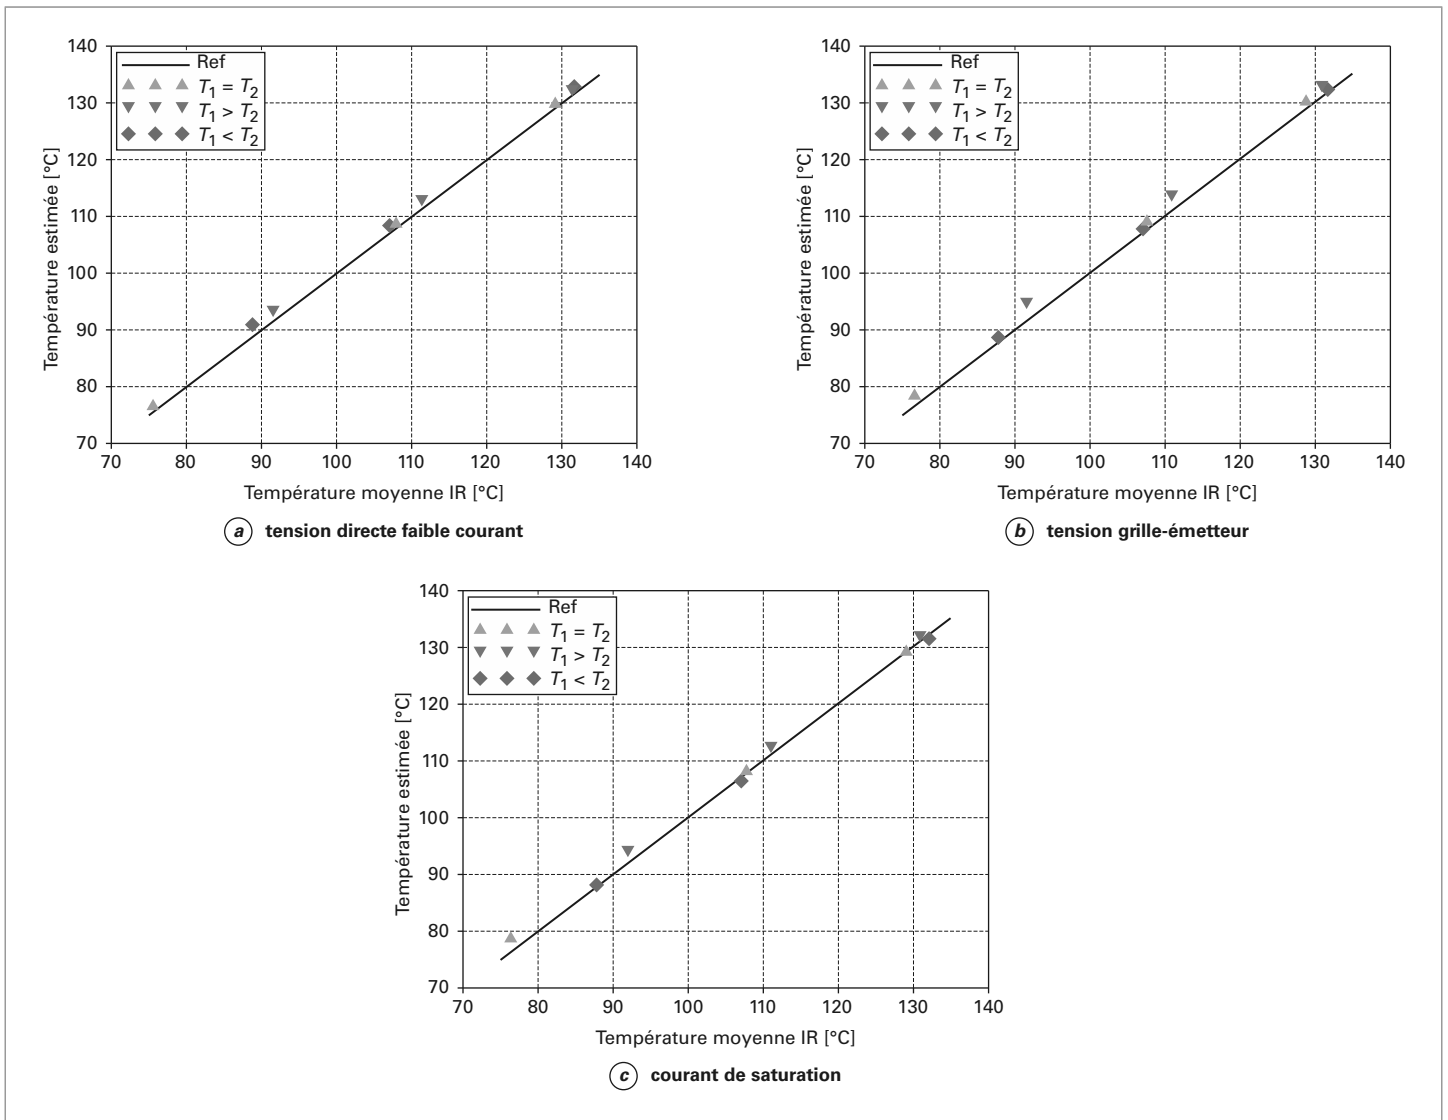 140
130
120
110
100
90
80
70
70 80 90 100 110 120 130 140
Température estimée [°C]
Ref
T1 = T2
T1 > T2
T1 < T2
Température moyenne IR [°C]
a tension directe faible courant
140
130
120
110
100
90
80
70
70 80 90 100 110 120 130 140
Température estimée [°C]
Ref
T1 = T2
T1 > T2
T1 < T2
Température moyenne IR [°C]
b tension grille-émetteur
140
130
120
110
100
90
80
70
70 80 90 100 110 120 130 140
Température estimée [°C]
Ref
T1 = T2
T1 > T2
T1 < T2
Température moyenne IR [°C]
c courant de saturation